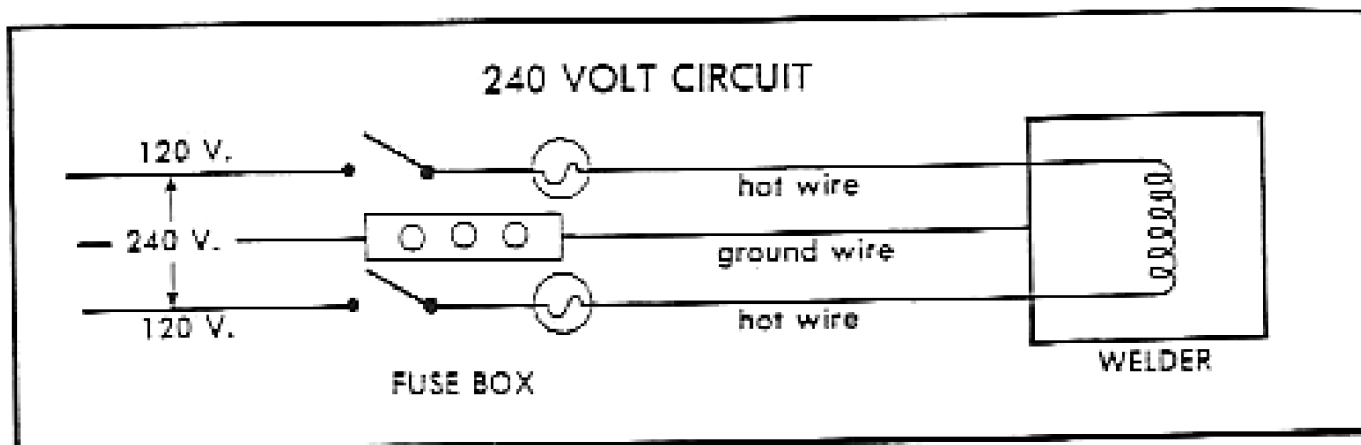 240 VOLT CIRCUIT
120 V.
hot wire
240 V.
ground wire
120 V.
hot wire
WELDER
FUSE BOX